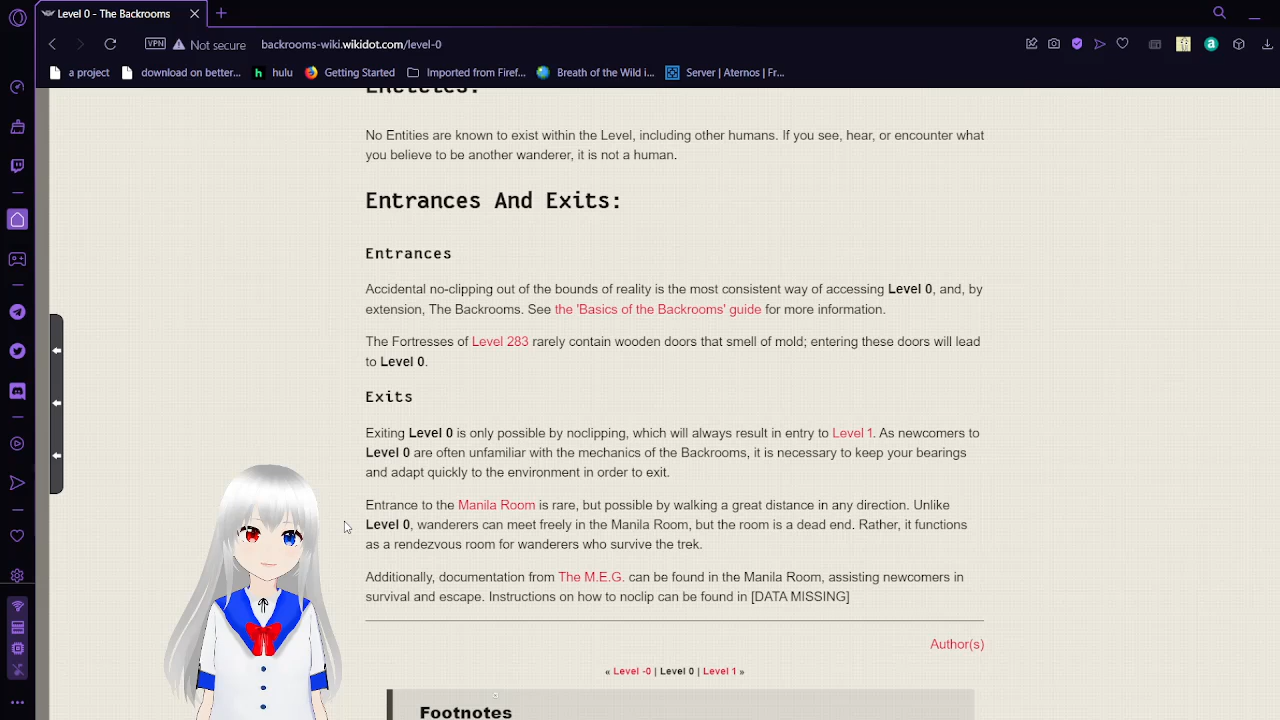 Level 0 - The Backrooms
VPN Not secure backrooms-wiki.wikidot.com/level-0
a project download on better... hulu Getting Started Imported from Firef... Breath of the Wild i... Server | Aternos | Fr...
Entities:
No Entities are known to exist within the Level, including other humans. If you see, hear, or encounter what
you believe to be another wanderer, it is not a human.
Entrances And Exits:
Entrances
Accidental no-clipping out of the bounds of reality is the most consistent way of accessing Level 0, and, by
extension, The Backrooms. See the 'Basics of the Backrooms' guide for more information.
The Fortresses of Level 283 rarely contain wooden doors that smell of mold; entering these doors will lead
to Level 0.
Exits
Exiting Level 0 is only possible by noclipping, which will always result in entry to Level 1. As newcomers to
Level 0 are often unfamiliar with the mechanics of the Backrooms, it is necessary to keep your bearings
and adapt quickly to the environment in order to exit.
Entrance to the Manila Room is rare, but possible by walking a great distance in any direction. Unlike
Level 0, wanderers can meet freely in the Manila Room, but the room is a dead end. Rather, it functions
as a rendezvous room for wanderers who survive the trek.
Additionally, documentation from The M.E.G. can be found in the Manila Room, assisting newcomers in
survival and escape. Instructions on how to noclip can be found in [DATA MISSING]
Author(s)
« Level -0 | Level 0 | Level 1 »
Footnotes